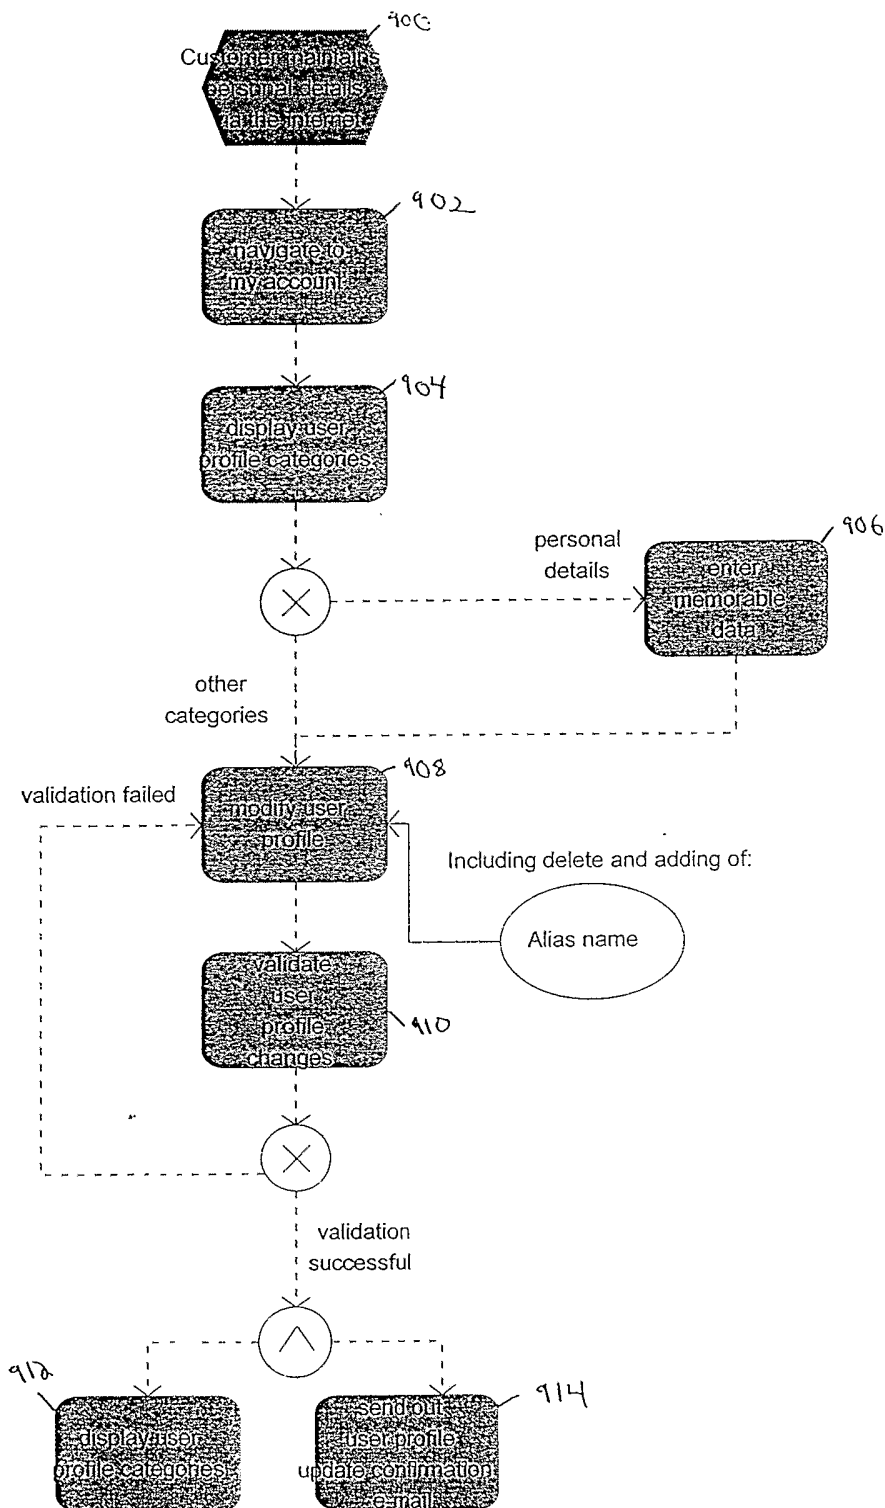 900
Customer maintains
personal details
via the internet
902
navigate to
my account
904
display user
profile categories
906
personal
details
enter
memorable
data
other
categories
908
validation failed
modify user
profile
Including delete and adding of:
Alias name
validate
user
profile
changes
910
validation
successful
912
914
display user
profile categories
send out
user profile
update confirmation
e-mail